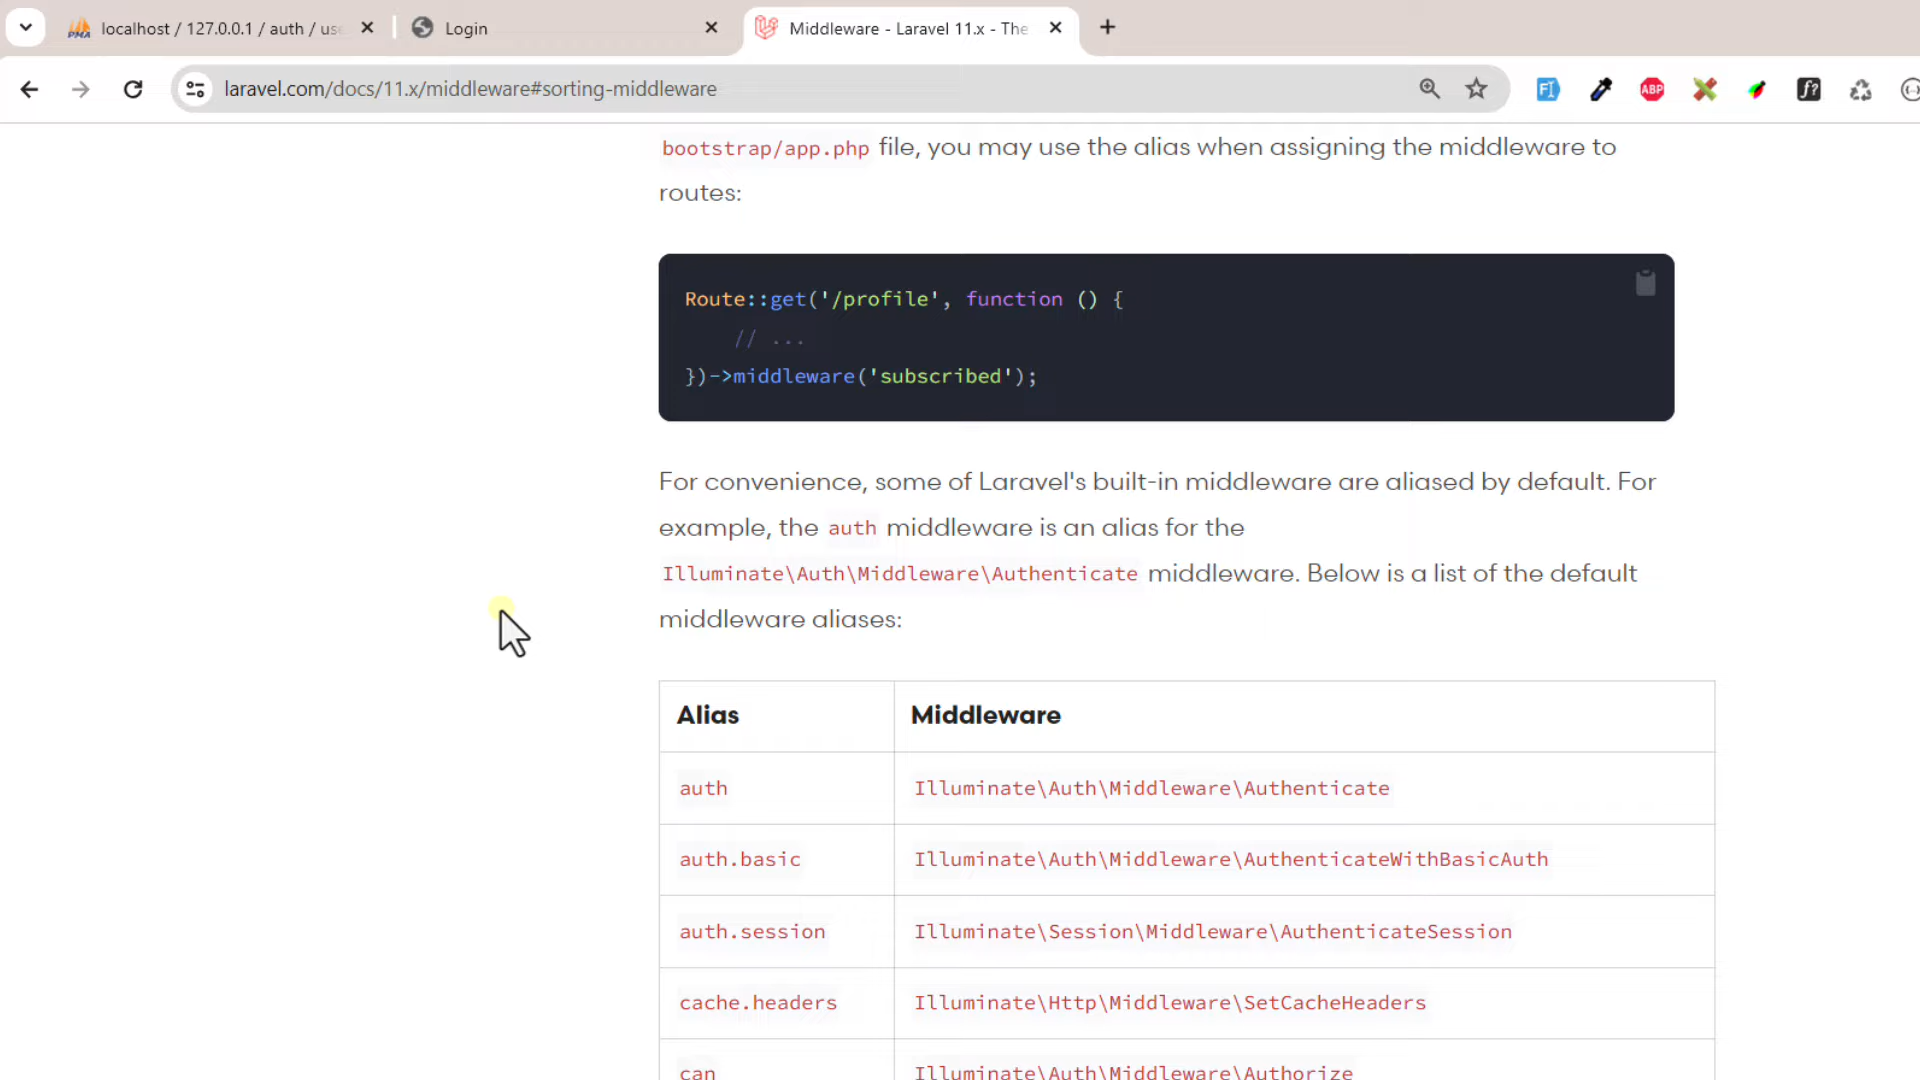 localhost / 127.0.0.1 / auth / use
Login
Middleware - Laravel 11.x - The
laravel.com/docs/11.x/middleware#sorting-middleware
bootstrap/app.php file, you may use the alias when assigning the middleware to
routes:
Route::get('/profile', function () {
// ...
})->middleware('subscribed');
For convenience, some of Laravel's built-in middleware are aliased by default. For
example, the auth middleware is an alias for the
Illuminate\Auth\Middleware\Authenticate middleware. Below is a list of the default
middleware aliases:
Alias Middleware
auth Illuminate\Auth\Middleware\Authenticate
auth.basic Illuminate\Auth\Middleware\AuthenticateWithBasicAuth
auth.session Illuminate\Session\Middleware\AuthenticateSession
cache.headers Illuminate\Http\Middleware\SetCacheHeaders
can Illuminate\Auth\Middleware\Authorize
PMA
ABP
f?